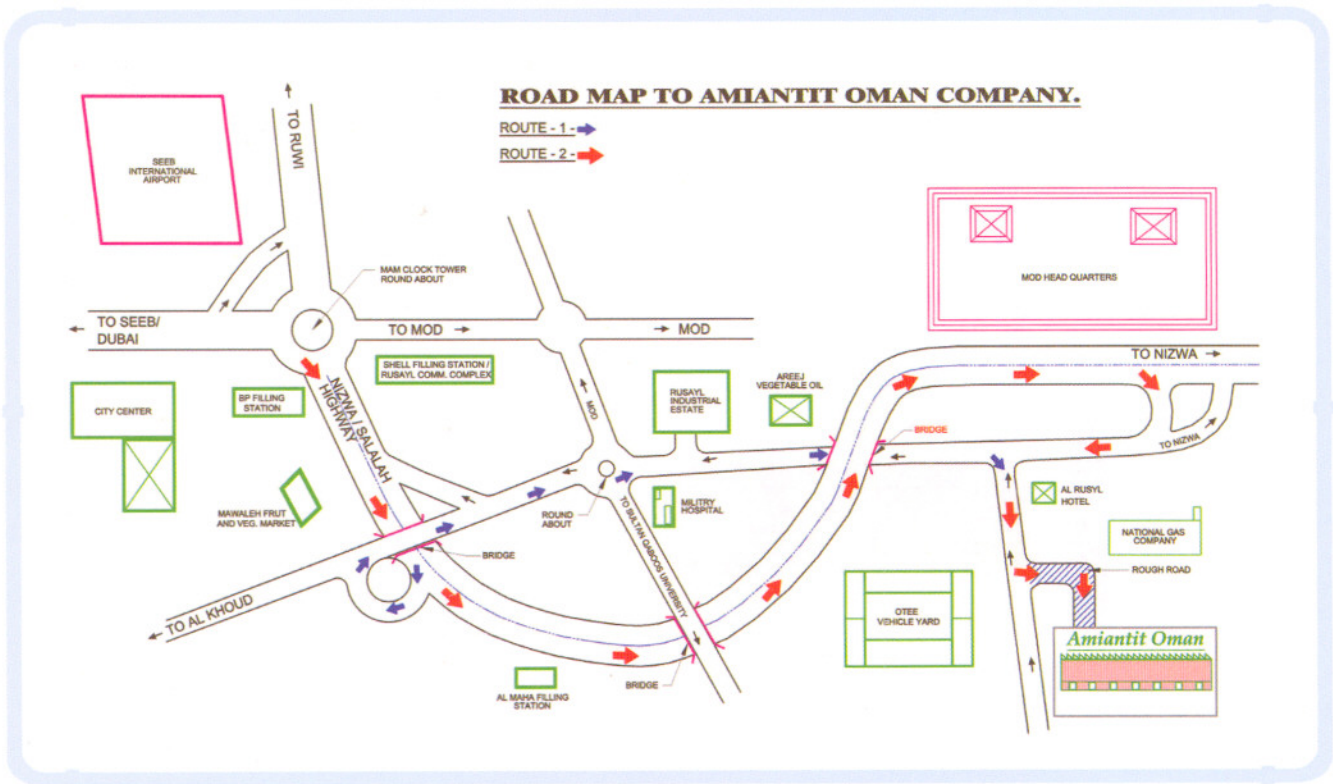 ROAD MAP TO AMIANTIT OMAN COMPANY.
ROUTE - 1 -
ROUTE - 2 -
TO RUWI
SEEB
INTERNATIONAL
AIRPORT
MAM CLOCK TOWER
ROUND ABOUT
TO SEEB/
DUBAI
TO MOD
MOD
MOD HEAD QUARTERS
SHELL FILLING STATION /
RUSAYL COMM. COMPLEX
TO NIZWA
CITY CENTER
BP FILLING
STATION
NIZWA / SALALAH
HIGHWAY
MOD
RUSAYL
INDUSTRIAL
ESTATE
AREEJ
VEGETABLE OIL
BRIDGE
TO NIZWA
MAWALEH FRUT
AND VEG. MARKET
ROUND
ABOUT
MILITRY
HOSPITAL
AL RUSYL
HOTEL
NATIONAL GAS
COMPANY
BRIDGE
TO SULTAN QABOOS UNIVERSITY
ROUGH ROAD
TO AL KHOUD
OTEE
VEHICLE YARD
Amiantit Oman
BRIDGE
AL MAHA FILLING
STATION